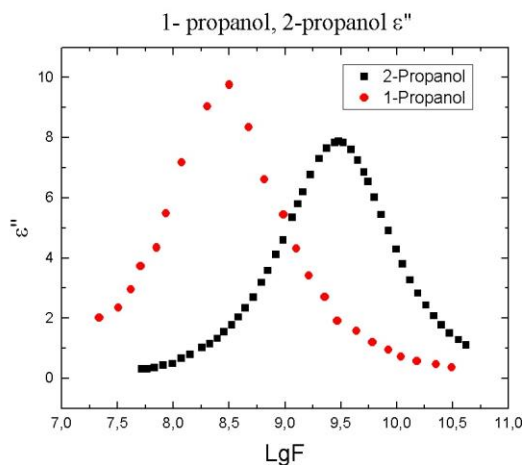 1- propanol, 2-propanol ε"
2-Propanol
1-Propanol
10
8
6
4
2
0
ε"
7,0 7,5 8,0 8,5 9,0 9,5 10,0 10,5 11,0
LgF